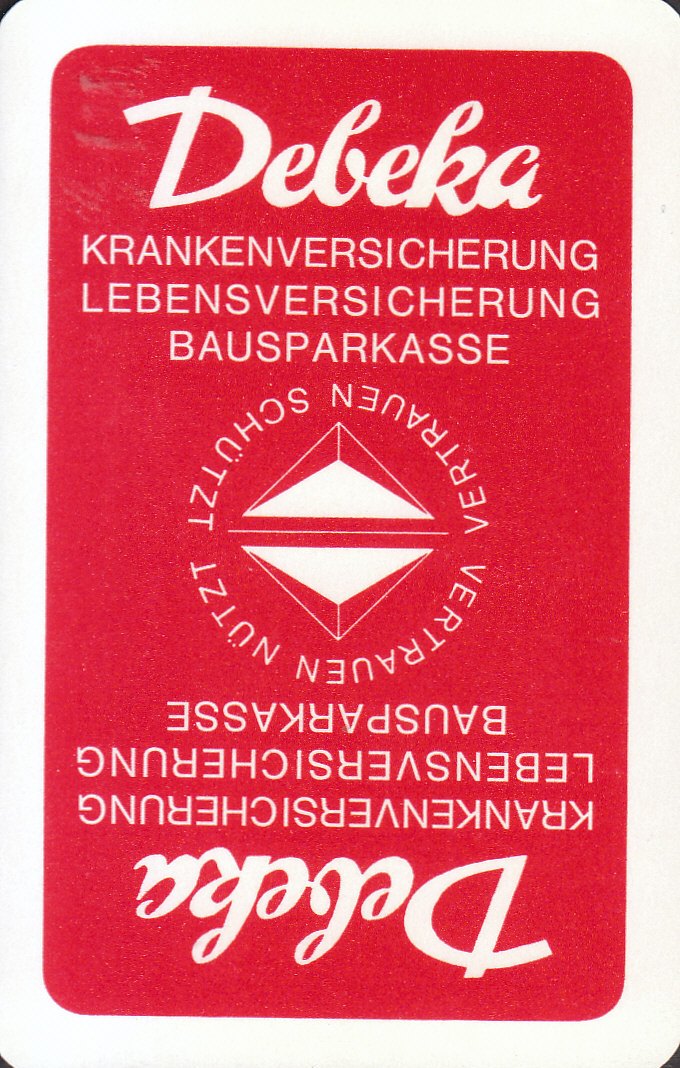 Debeka
KRANKENVERSICHERUNG
LEBENSVERSICHERUNG
BAUSPARKASSE
VERTRAUEN SCHÜTZT
VERTRAUEN NÜTZT
BAUSPARKASSE
LEBENSVERSICHERUNG
KRANKENVERSICHERUNG
Debeka